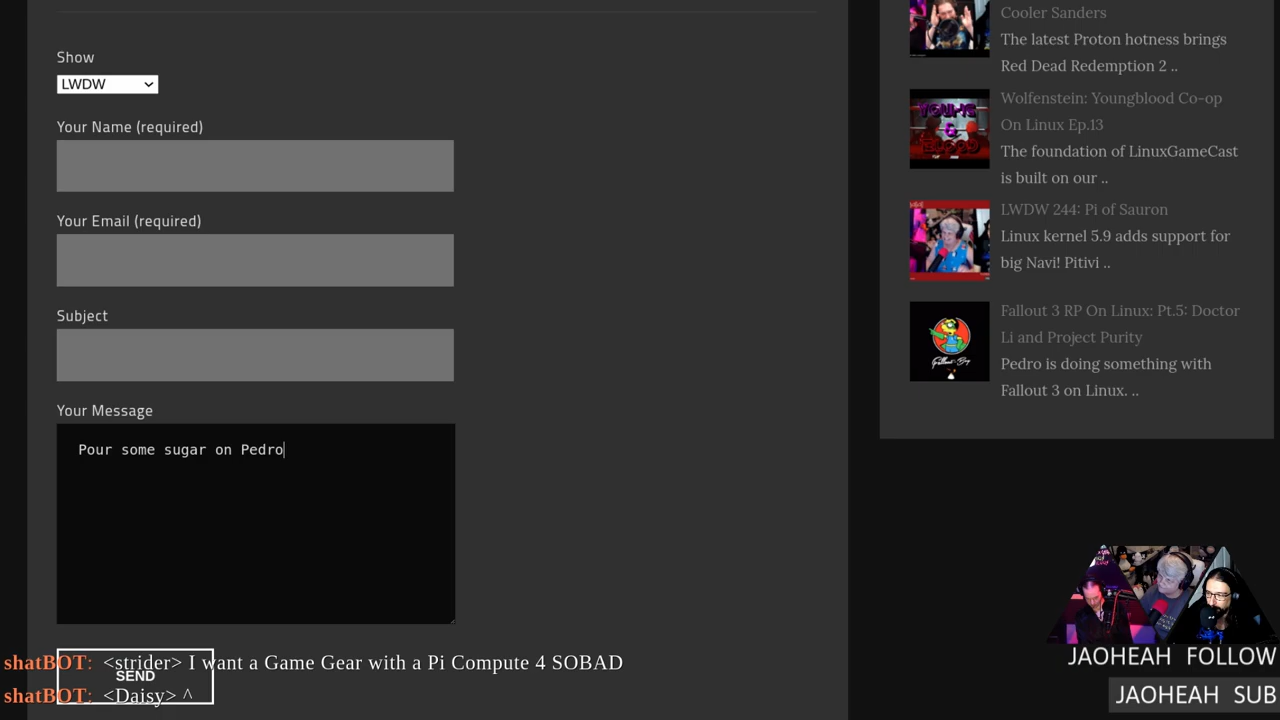 Show
LWDW
Your Name (required)
Your Email (required)
Subject
Your Message
Pour some sugar on Pedro
SEND
Cooler Sanders
The latest Proton hotness brings
Red Dead Redemption 2 ..
Wolfenstein: Youngblood Co-op
On Linux Ep.13
The foundation of LinuxGameCast
is built on our ..
LWDW 244: Pi of Sauron
Linux kernel 5.9 adds support for
big Navi! Pitivi ..
Fallout 3 RP On Linux: Pt.5: Doctor
Li and Project Purity
Pedro is doing something with
Fallout 3 on Linux. ..
shatBOT: <strider> I want a Game Gear with a Pi Compute 4 SOBAD
shatBOT: <Daisy> ^
JAOHEAH FOLLOW
JAOHEAH SUB